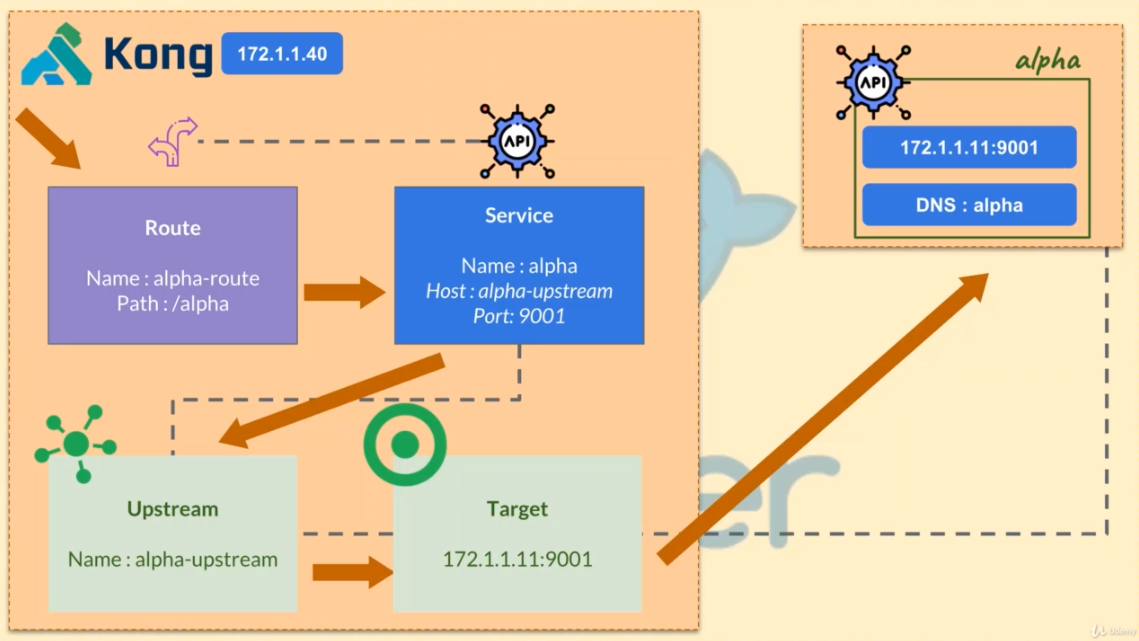 Kong
172.1.1.40
Route
Name : alpha-route
Path : /alpha
API
Service
Name : alpha
Host : alpha-upstream
Port: 9001
Upstream
Name : alpha-upstream
Target
172.1.1.11:9001
API
alpha
172.1.1.11:9001
DNS : alpha
er
Udemy